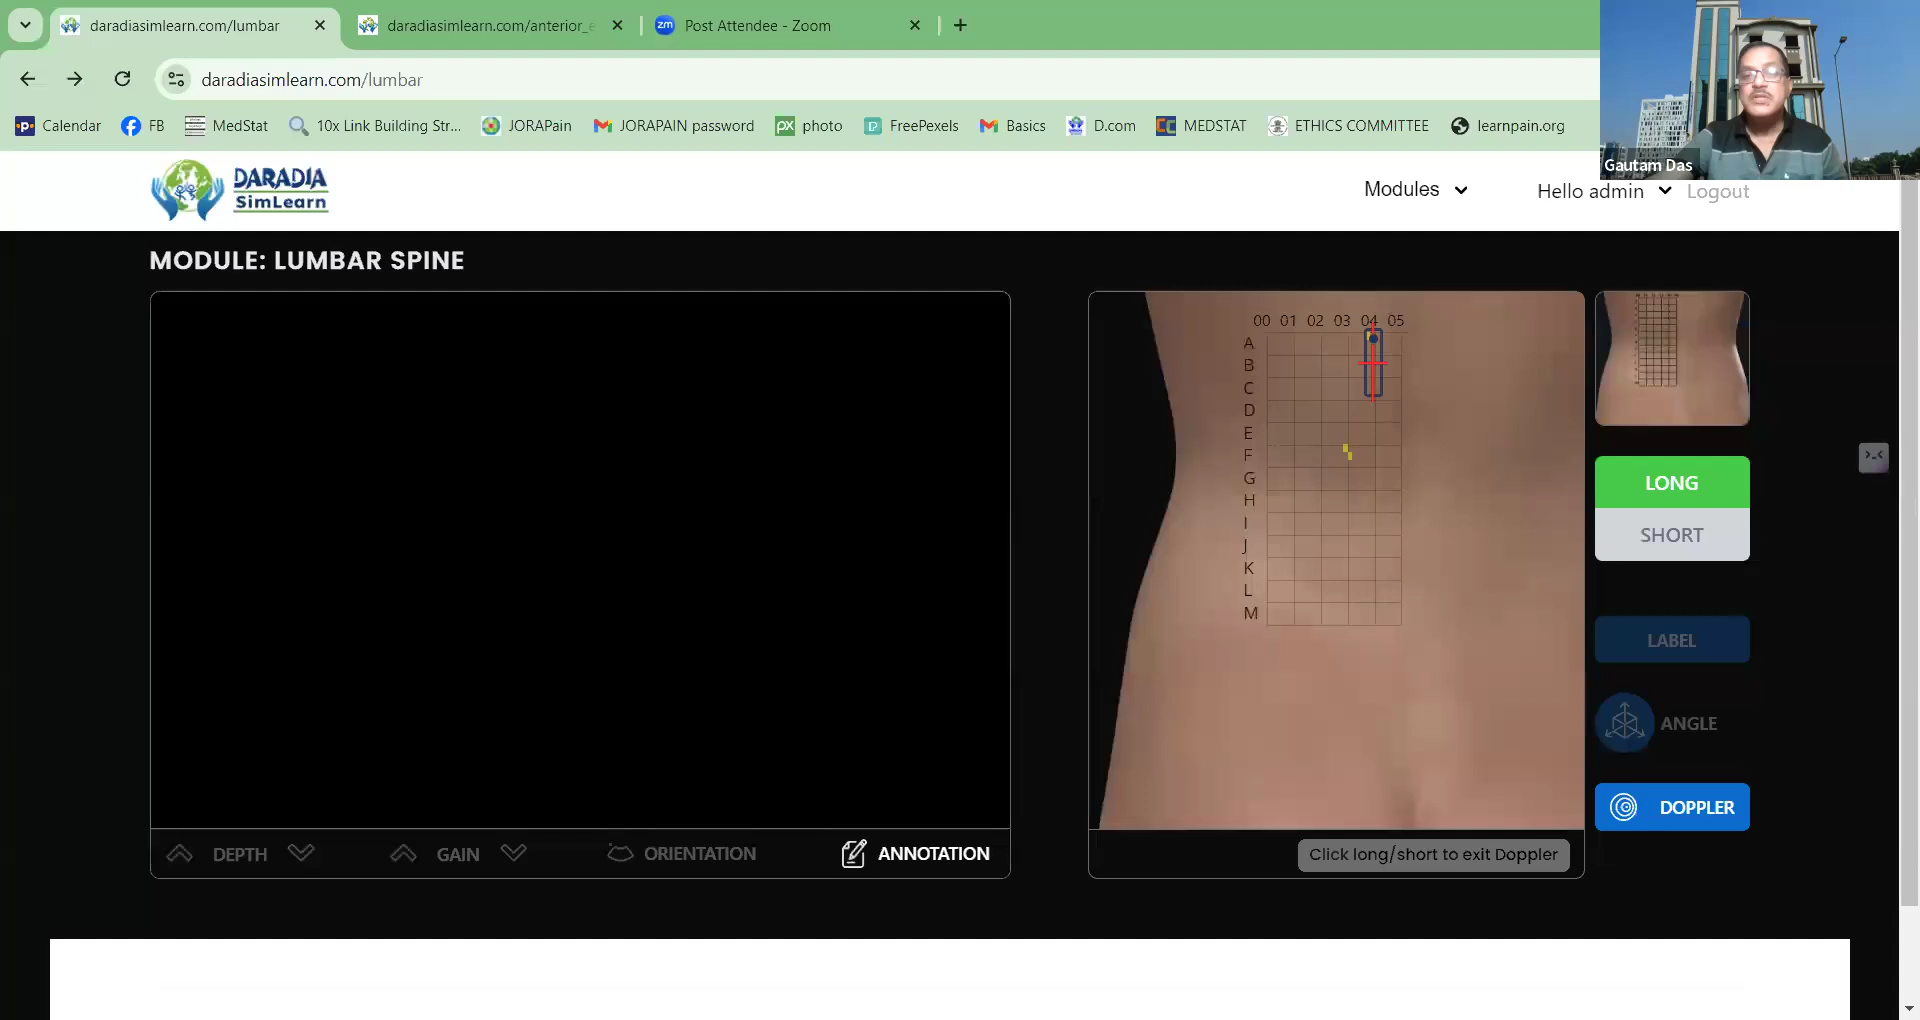 daradiasimlearn.com/lumbar
daradiasimlearn.com/anterior_e
zm Post Attendee - Zoom
daradiasimlearn.com/lumbar
Calendar FB MedStat 10x Link Building Str... JORAPain JORAPAIN password photo FreePexels Basics D.com MEDSTAT ETHICS COMMITTEE learnpain.org
Gautam Das
DARADIA
SimLearn
Modules Hello admin Logout
MODULE: LUMBAR SPINE
00 01 02 03 04 05
A
B
C
D
E
F
G
H
I
J
K
L
M
LONG
SHORT
LABEL
ANGLE
DOPPLER
DEPTH GAIN ORIENTATION ANNOTATION
Click long/short to exit Doppler